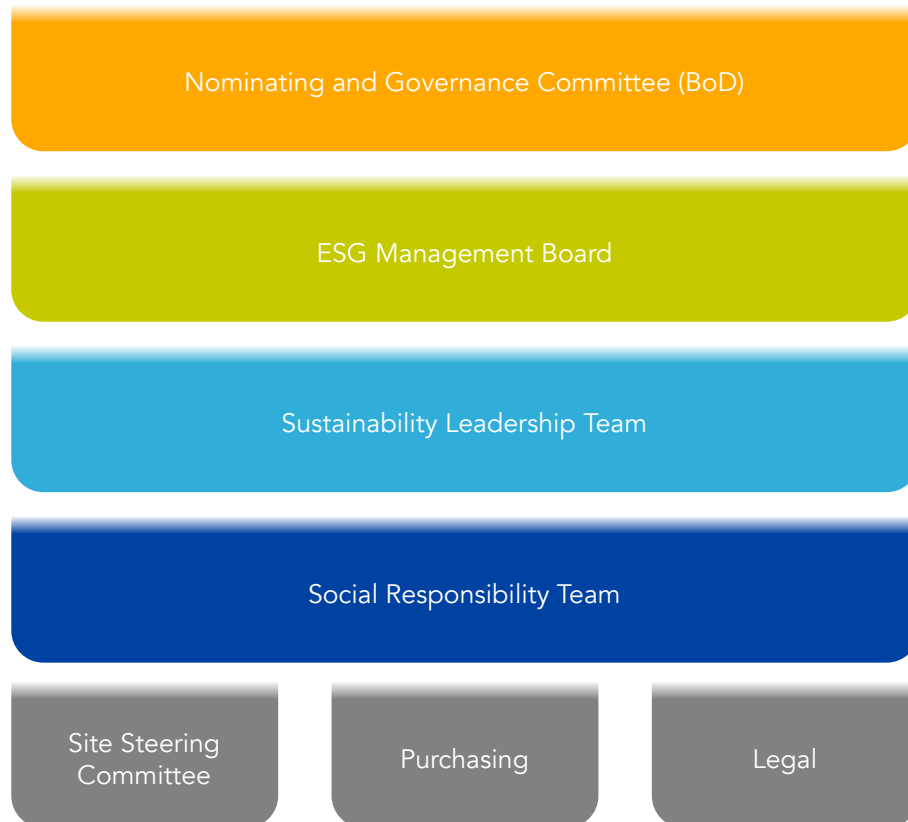 Nominating and Governance Committee (BoD)
ESG Management Board
Sustainability Leadership Team
Social Responsibility Team
Site Steering
Committee
Purchasing
Legal